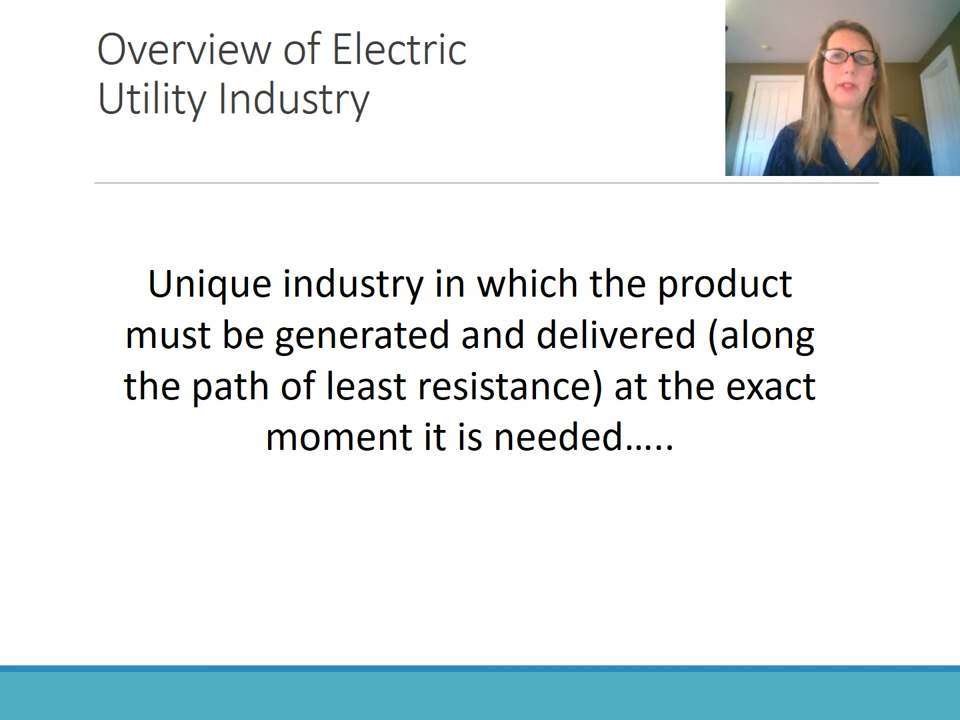 Overview of Electric
Utility Industry
Unique industry in which the product
must be generated and delivered (along
the path of least resistance) at the exact
moment it is needed…..